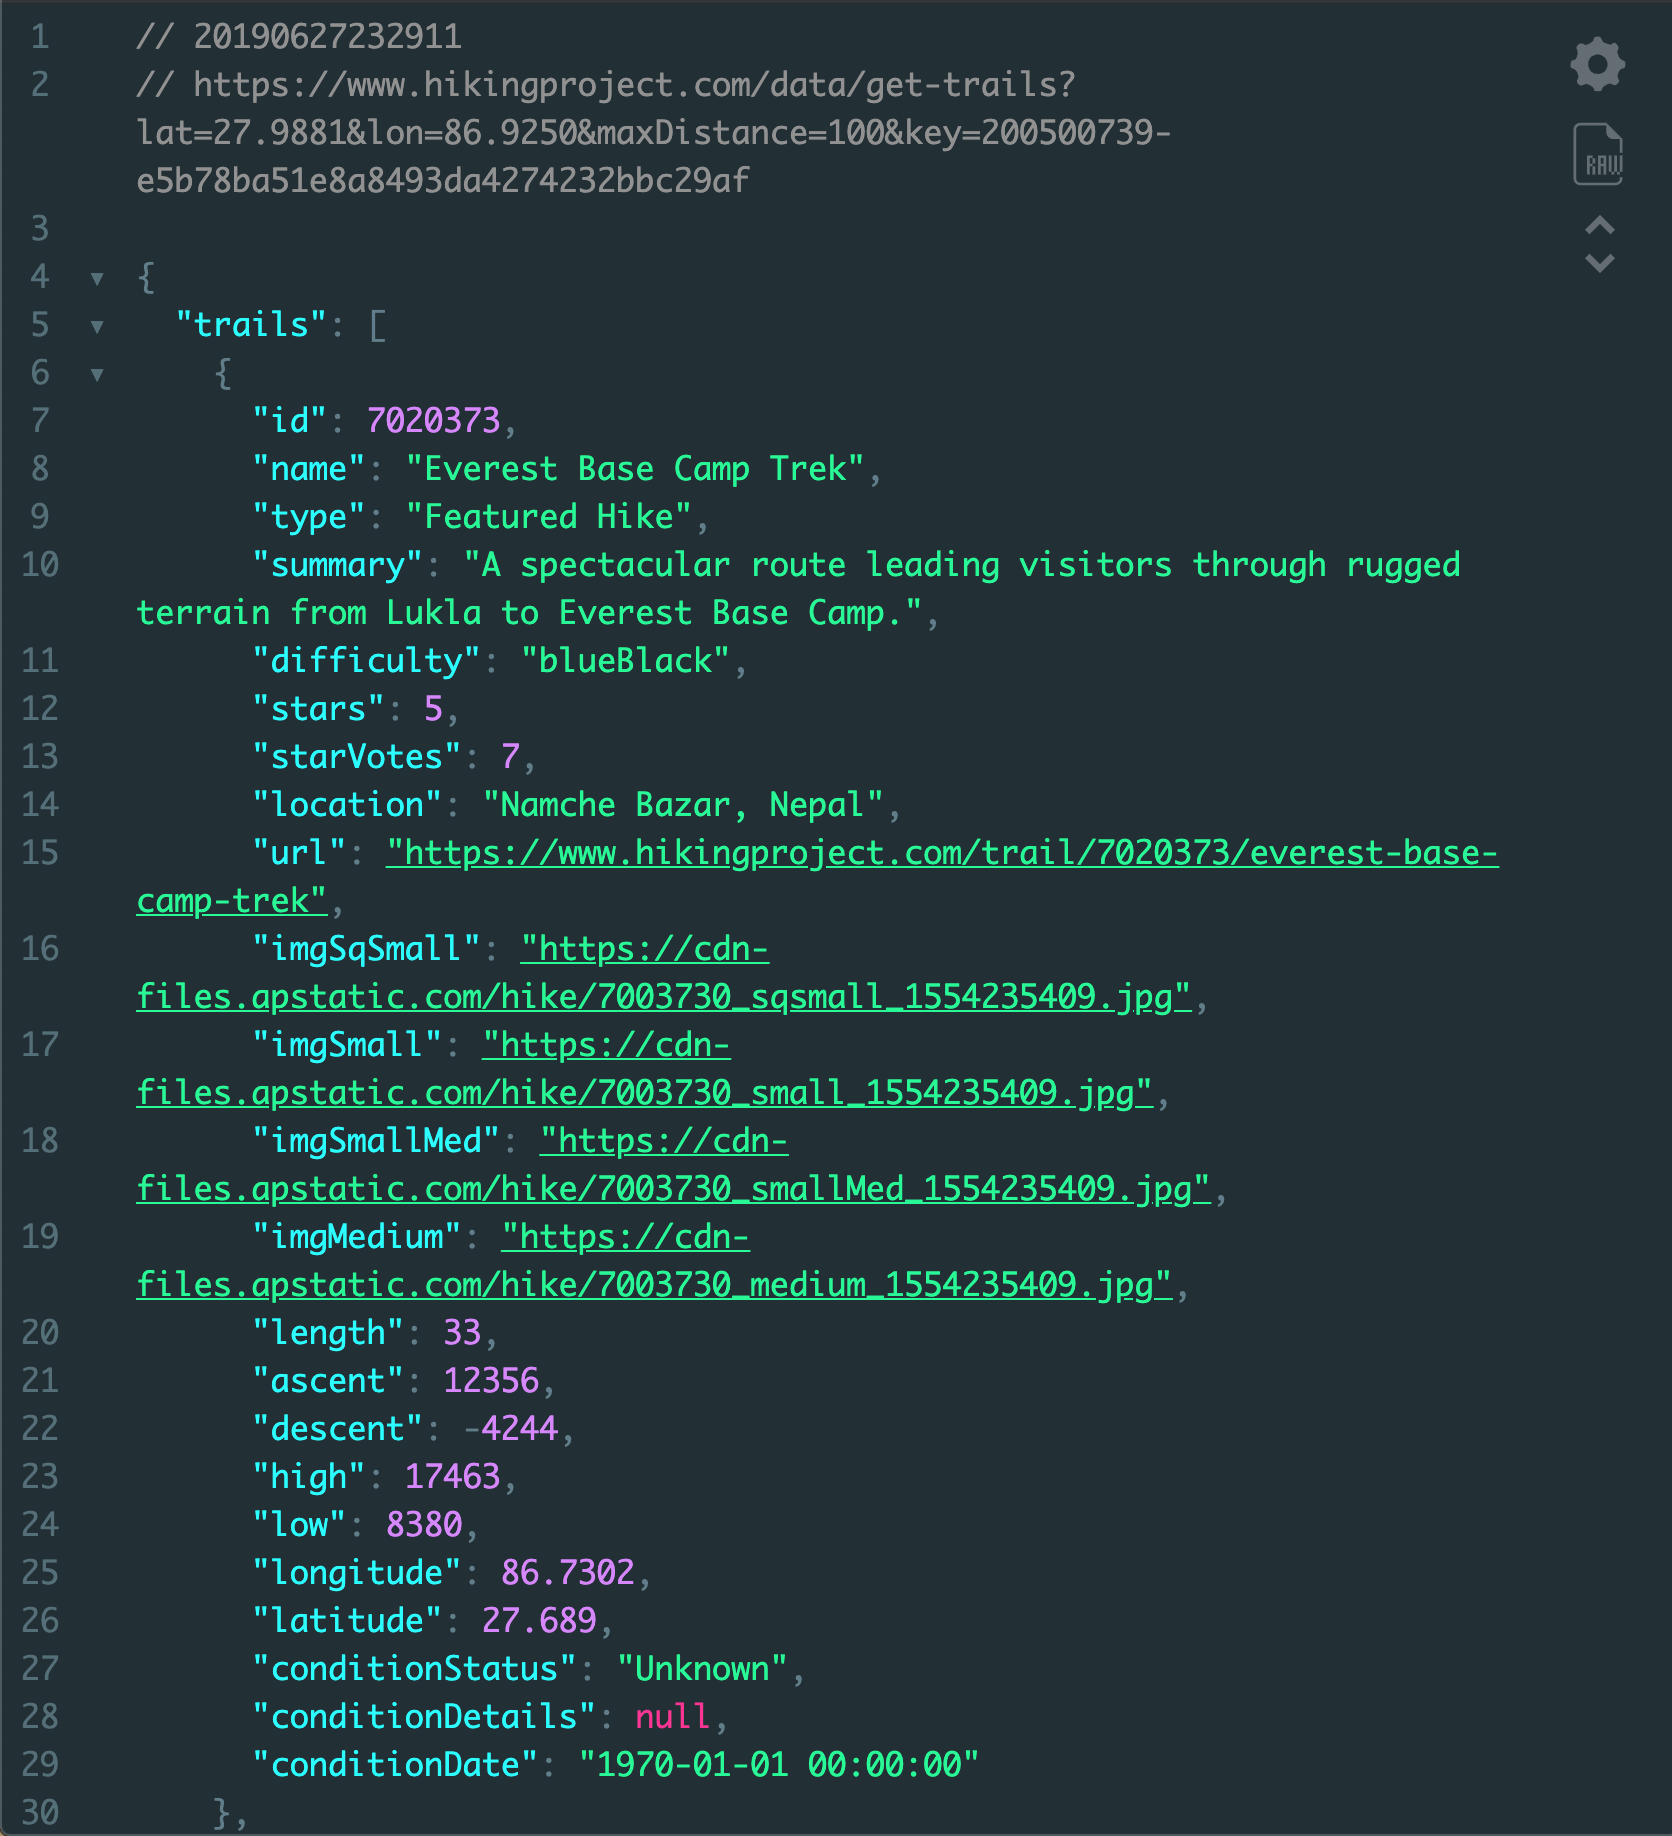 1 // 20190627232911
2 // https://www.hikingproject.com/data/get-trails?
lat=27.9881&lon=86.9250&maxDistance=100&key=200500739-
e5b78ba51e8a8493da4274232bbc29af
RAW
3
4 {
5 "trails": [
6 {
7 "id": 7020373,
8 "name": "Everest Base Camp Trek",
9 "type": "Featured Hike",
10 "summary": "A spectacular route leading visitors through rugged
terrain from Lukla to Everest Base Camp.",
11 "difficulty": "blueBlack",
12 "stars": 5,
13 "starVotes": 7,
14 "location": "Namche Bazar, Nepal",
15 "url": "https://www.hikingproject.com/trail/7020373/everest-base-
camp-trek",
16 "imgSqSmall": "https://cdn-
files.apstatic.com/hike/7003730_sqsmall_1554235409.jpg",
17 "imgSmall": "https://cdn-
files.apstatic.com/hike/7003730_small_1554235409.jpg",
18 "imgSmallMed": "https://cdn-
files.apstatic.com/hike/7003730_smallMed_1554235409.jpg",
19 "imgMedium": "https://cdn-
files.apstatic.com/hike/7003730_medium_1554235409.jpg",
20 "length": 33,
21 "ascent": 12356,
22 "descent": -4244,
23 "high": 17463,
24 "low": 8380,
25 "longitude": 86.7302,
26 "latitude": 27.689,
27 "conditionStatus": "Unknown",
28 "conditionDetails": null,
29 "conditionDate": "1970-01-01 00:00:00"
30 },